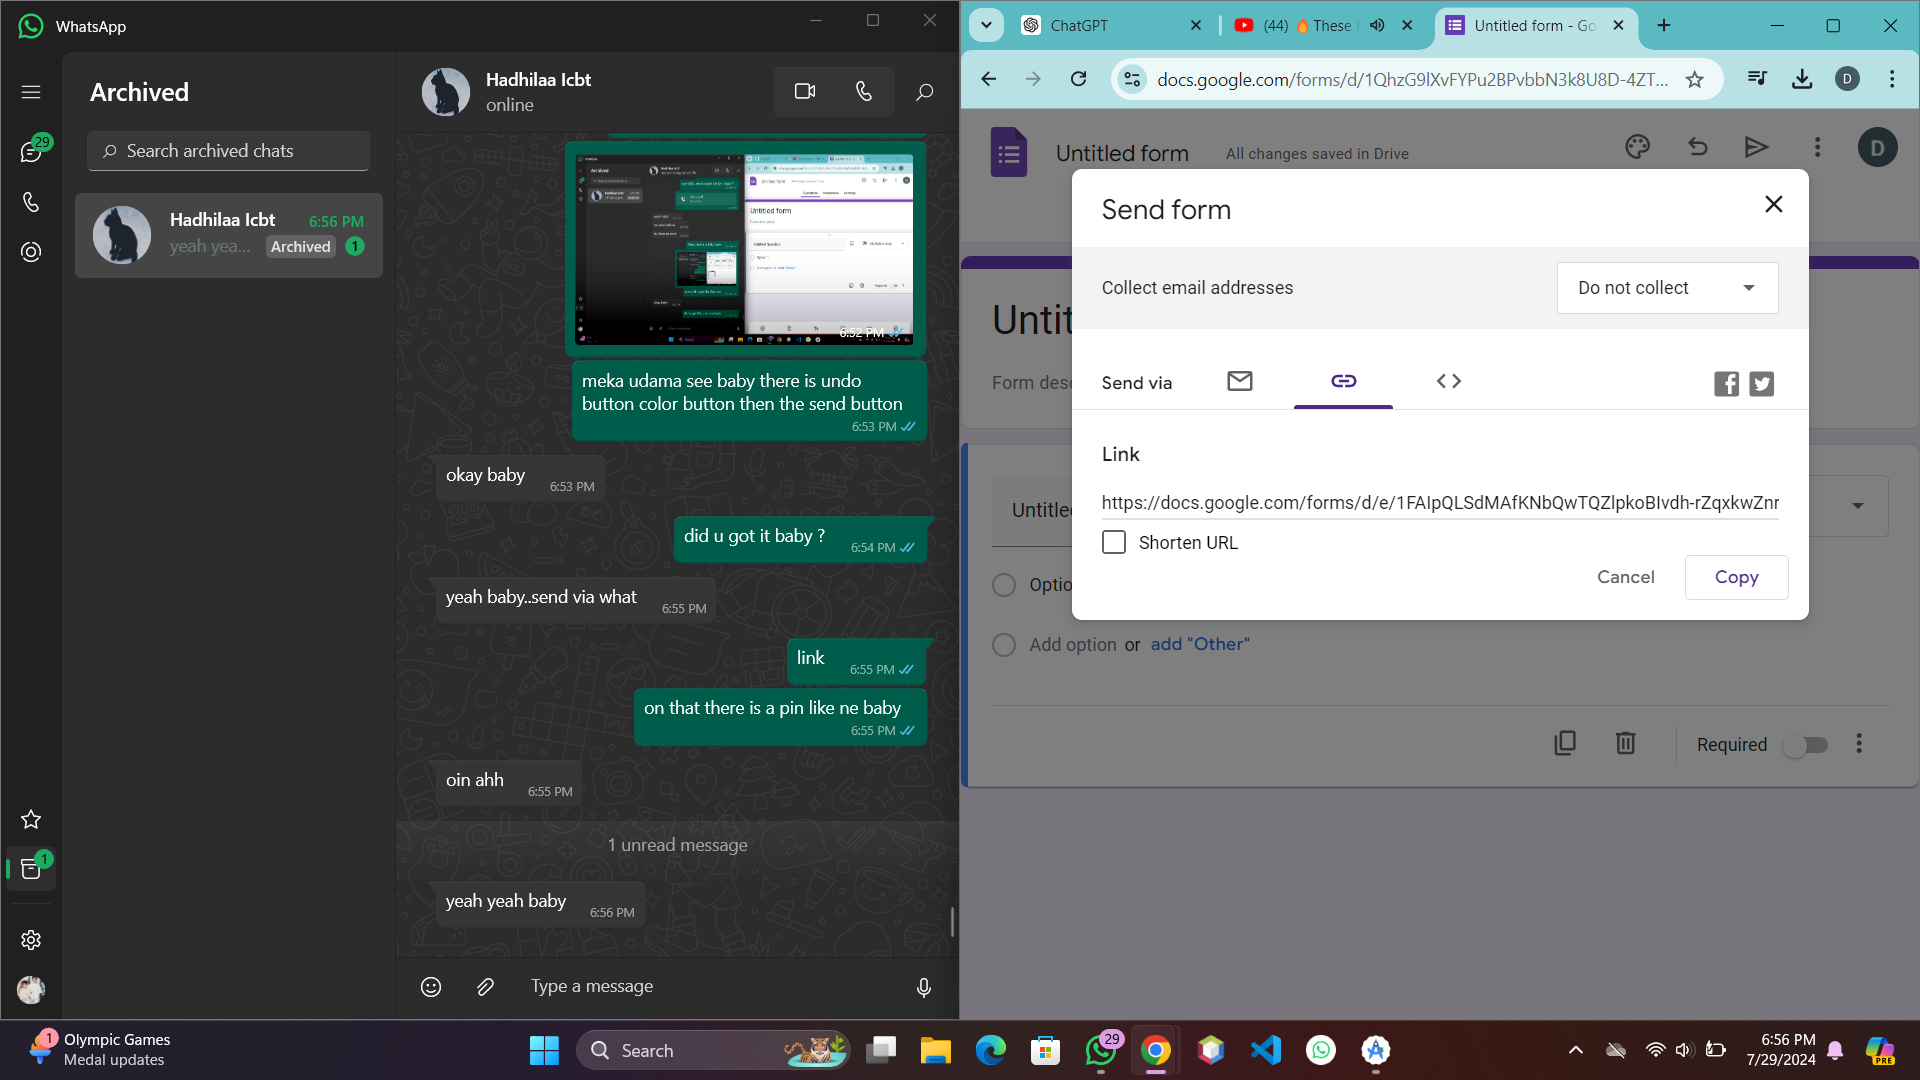 WhatsApp
Archived
Search archived chats
29
Hadhilaa Icbt
6:56 PM
yeah yea...
Archived
1
1
Hadhilaa Icbt
online
6:52 PM
meka udama see baby there is undo
button color button then the send button
6:53 PM
okay baby
6:53 PM
did u got it baby ?
6:54 PM
yeah baby..send via what
6:55 PM
link
6:55 PM
on that there is a pin like ne baby
6:55 PM
oin ahh
6:55 PM
1 unread message
yeah yeah baby
6:56 PM
Type a message
ChatGPT
(44) 🔥 These
Untitled form - Go
docs.google.com/forms/d/1QhzG9lXvFYPu2BPvbbN3k8U8D-4ZT...
D
Untitled form
All changes saved in Drive
D
Send form
Collect email addresses
Do not collect
Send via
Link
https://docs.google.com/forms/d/e/1FAIpQLSdMAfKNbQwTQZlpkoBIvdh-rZqxkwZnr
Shorten URL
Cancel
Copy
Untit
Form desc
Untitle
Optio
Add option or add "Other"
Required
1
Olympic Games
Medal updates
Search
29
6:56 PM
7/29/2024
PRE